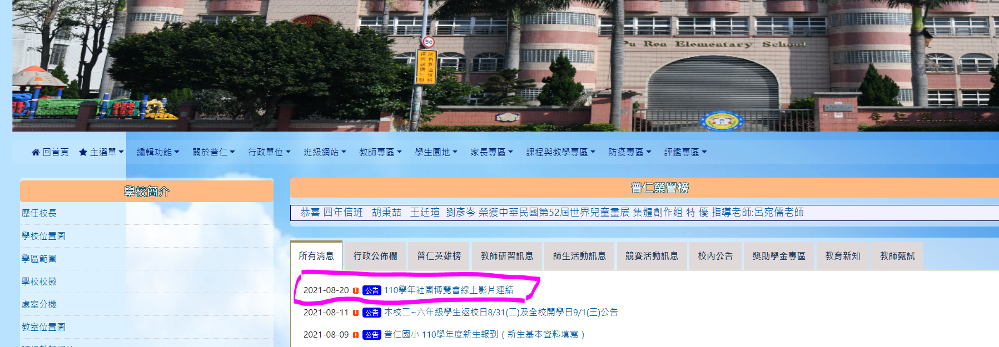 50
Pu Ren Elementary School
回首頁 主選單 編輯功能 關於普仁 行政單位 班級網站 教師專區 學生園地 家長專區 課程與教學專區 防疫專區 評鑑專區
學校簡介
歷任校長
學校位置圖
學區範圍
學校校徽
處室分機
教室位置圖
普仁榮譽榜
恭喜 四年信班 胡秉喆 王廷瑄 劉彥岑 榮獲中華民國第52屆世界兒童畫展 集體創作組 特 優 指導老師:呂宛儒老師
所有消息 行政公佈欄 普仁英雄榜 教師研習訊息 師生活動訊息 競賽活動訊息 校內公告 獎助學金專區 教育新知 教師甄試
2021-08-20 公告 110學年社團博覽會線上影片連結
2021-08-11 公告 本校二~六年級學生返校日8/31(二)及全校開學日9/1(三)公告
2021-08-09 公告 普仁國小 110學年度新生報到 ( 新生基本資料填寫 )